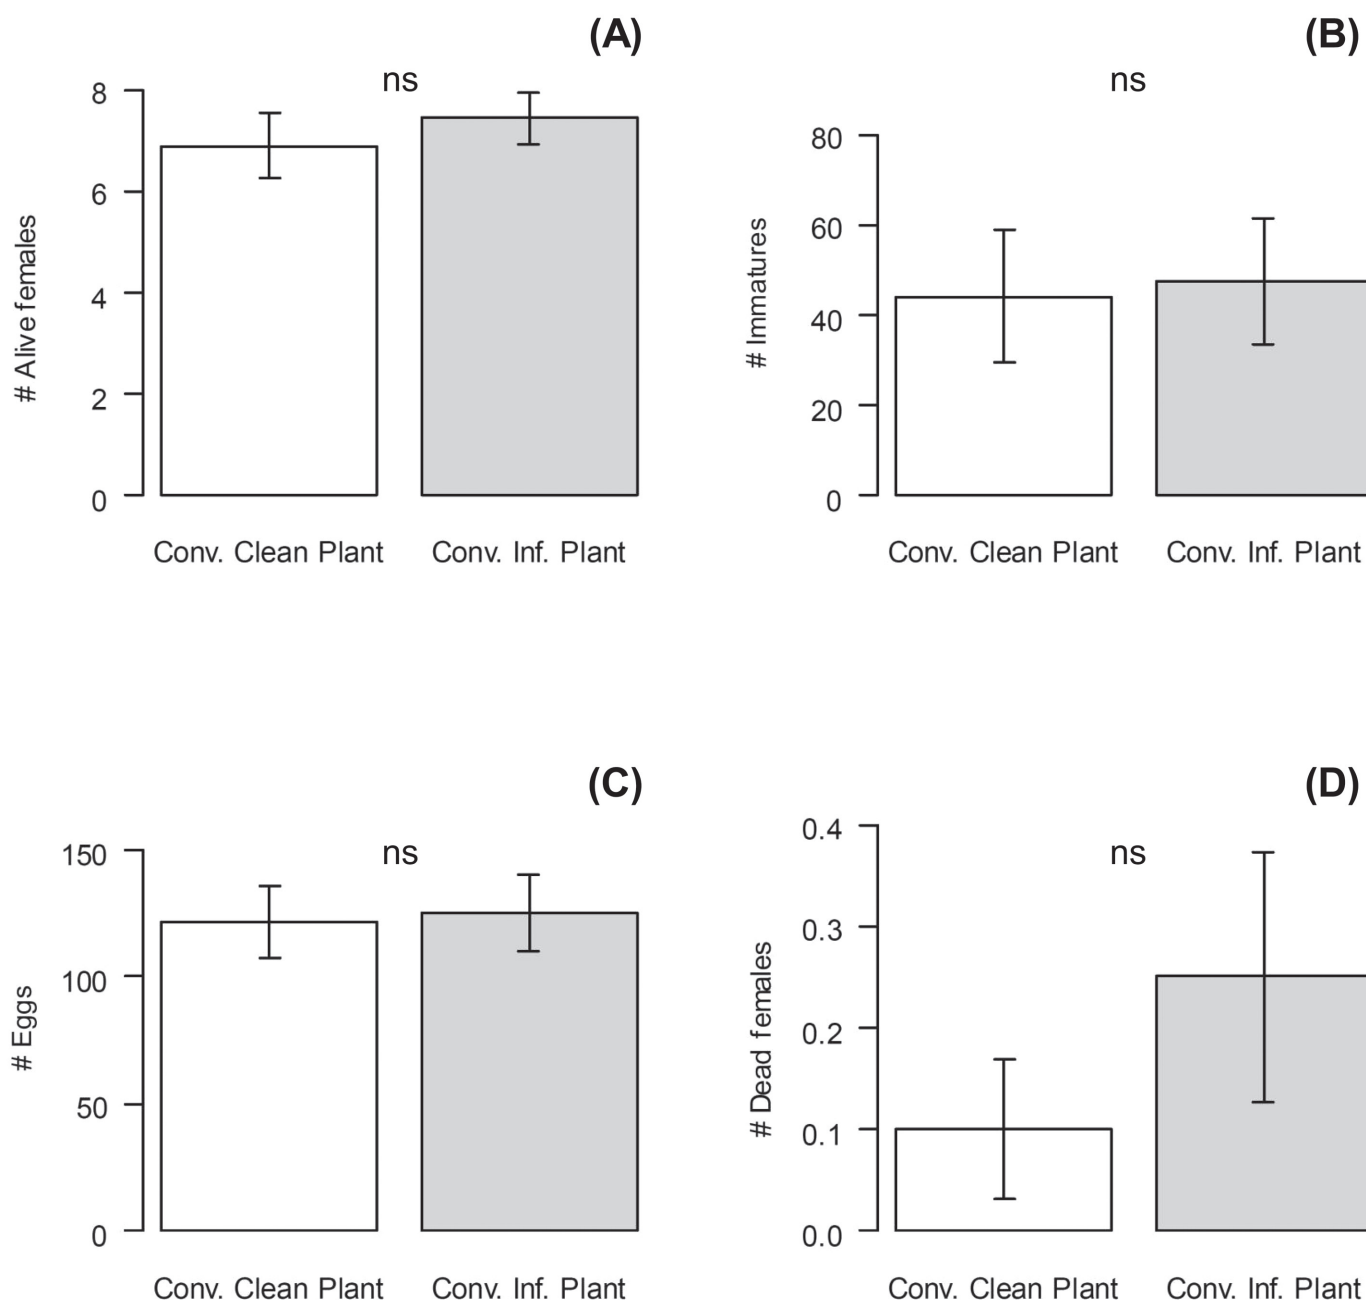 (A)
ns
8
6
4
2
0
# Alive females
Conv. Clean Plant
Conv. Inf. Plant
(B)
ns
80
60
40
20
0
# Immatures
Conv. Clean Plant
Conv. Inf. Plant
(C)
ns
150
100
50
0
# Eggs
Conv. Clean Plant
Conv. Inf. Plant
(D)
ns
0.4
0.3
0.2
0.1
0.0
# Dead females
Conv. Clean Plant
Conv. Inf. Plant